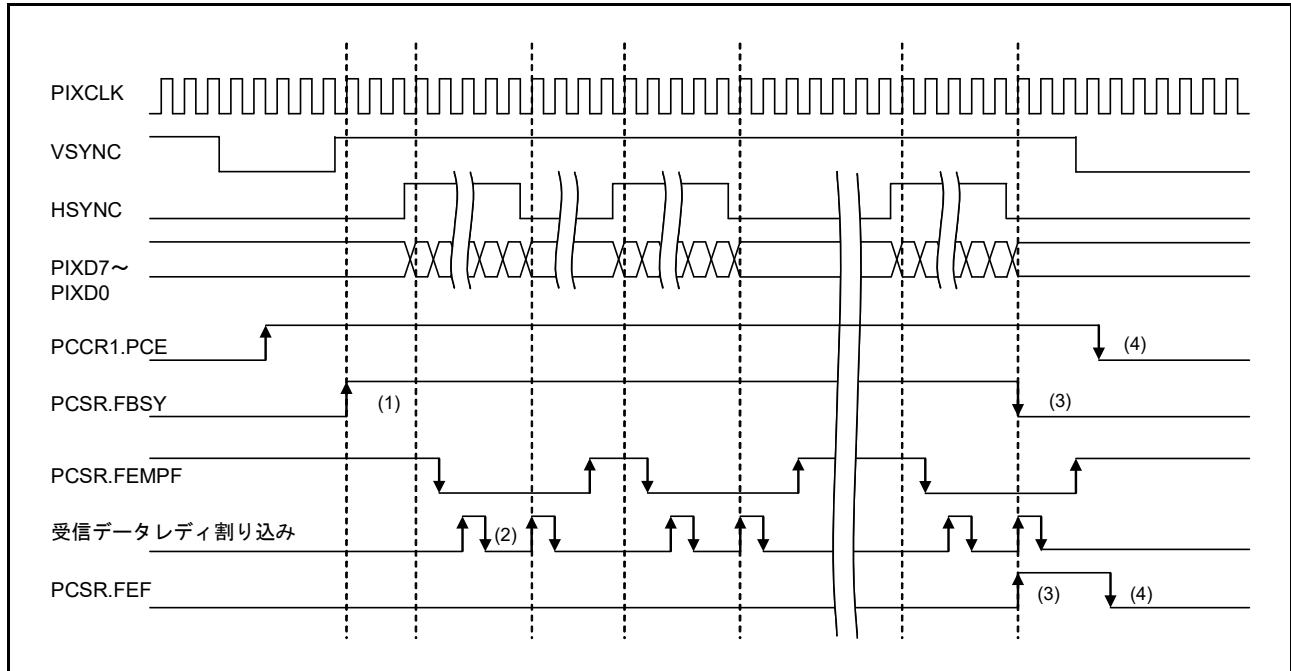 PIXCLK
VSYNC
HSYNC
PIXD7～
PIXD0
PCCR1.PCE
(4)
PCSR.FBSY
(1)
(3)
PCSR.FEMPF
受信データレディ割り込み
(2)
PCSR.FEF
(3)
(4)